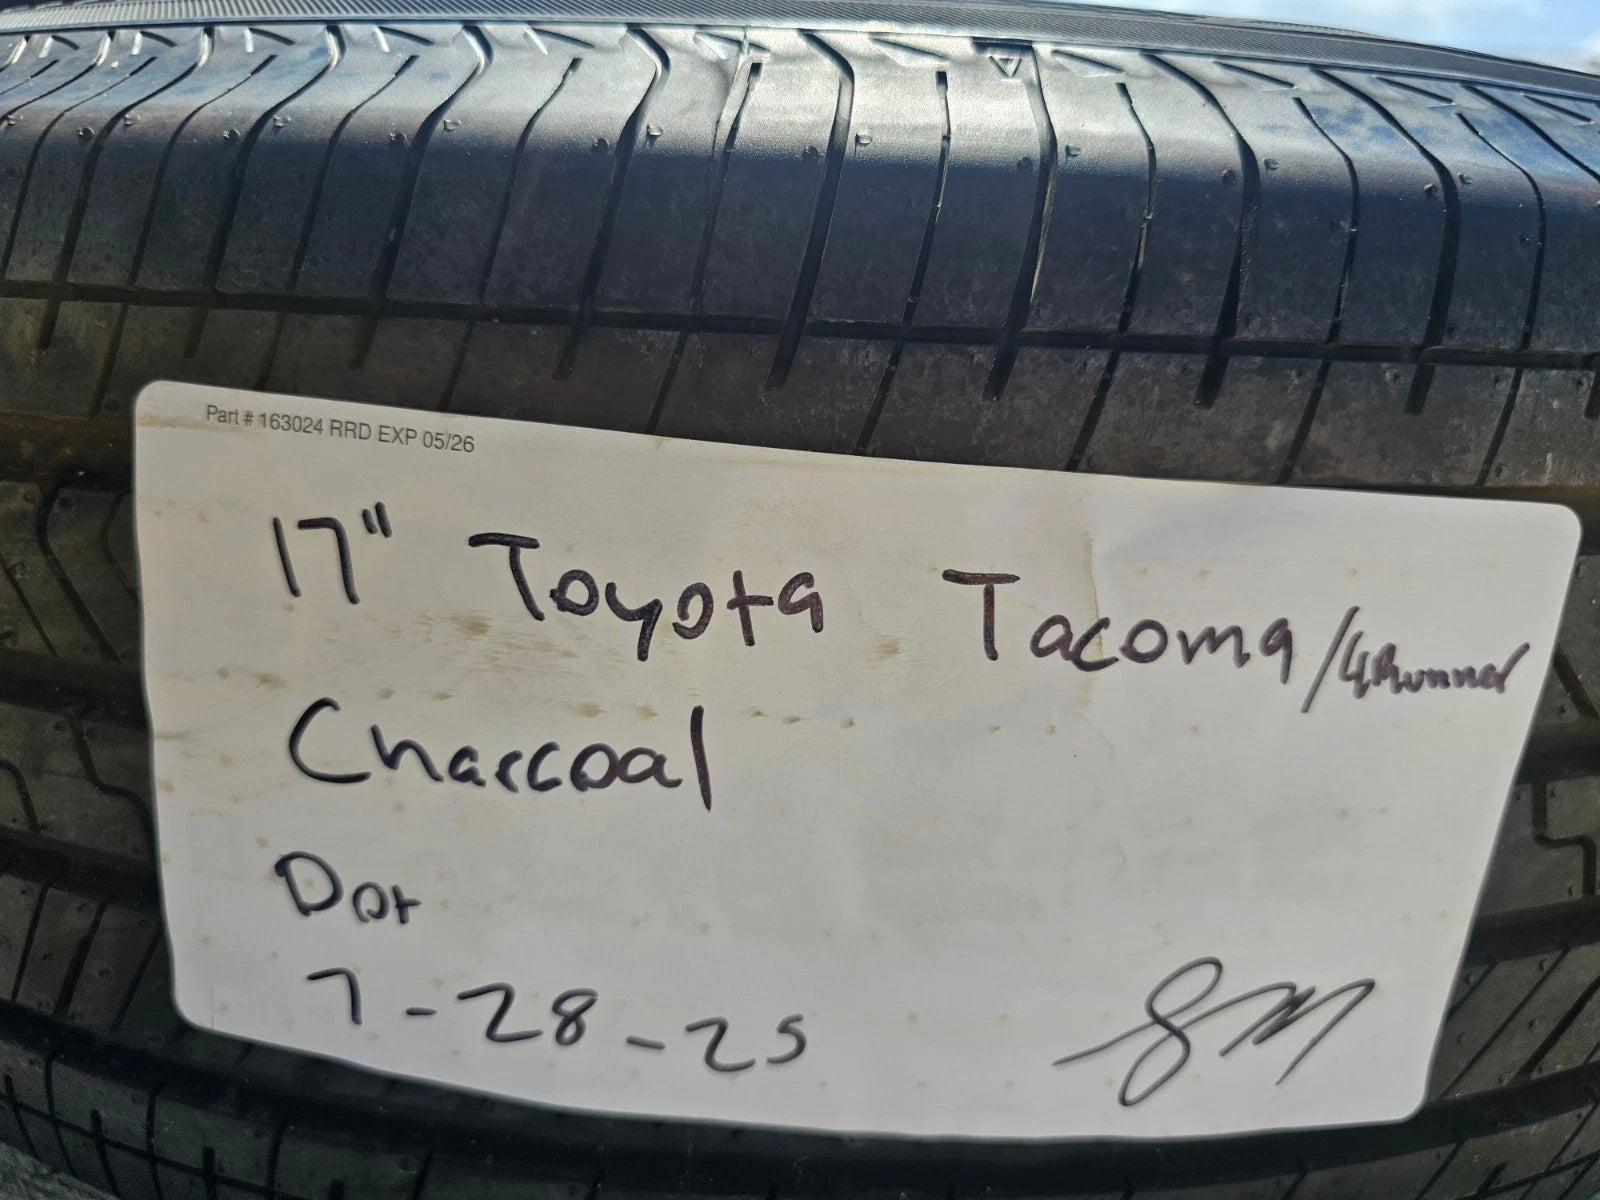 Part # 163024 RRD EXP 05/26
17" Toyota Tacoma/4Runner
Charcoal
Dot
7-28-25